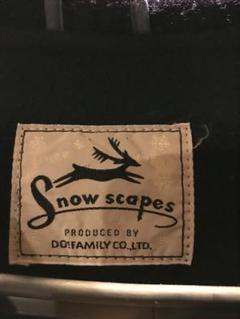 Snow scapes
PRODUCED BY
DO!FAMILY CO.,LTD.